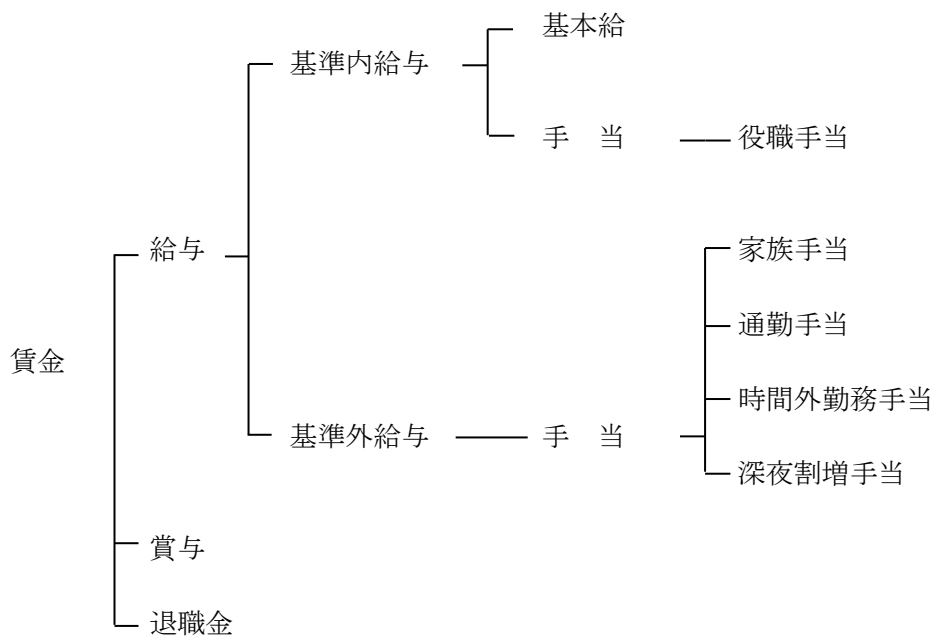 基本給
基準内給与
手　当
役職手当
給与
家族手当
通勤手当
賃金
時間外勤務手当
基準外給与
手　当
深夜割増手当
賞与
退職金